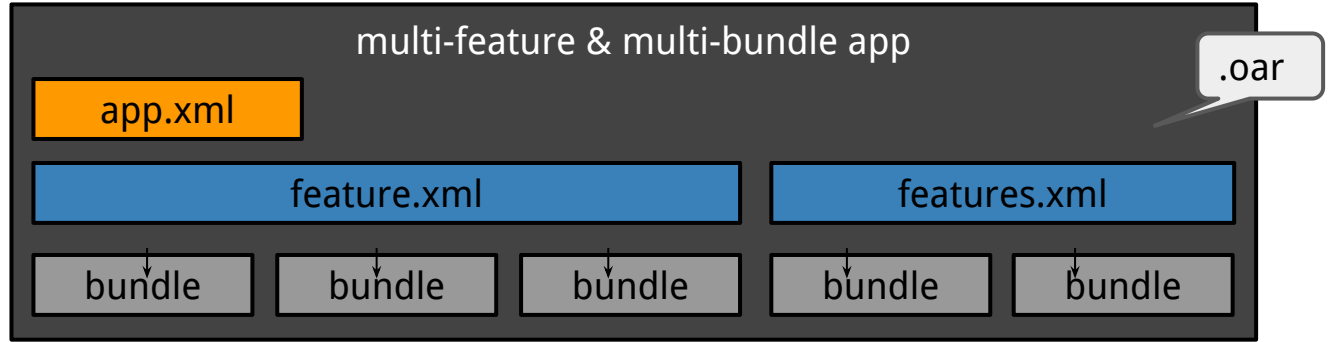 multi-feature & multi-bundle app
.oar
app.xml
feature.xml
features.xml
bundle
bundle
bundle
bundle
bundle